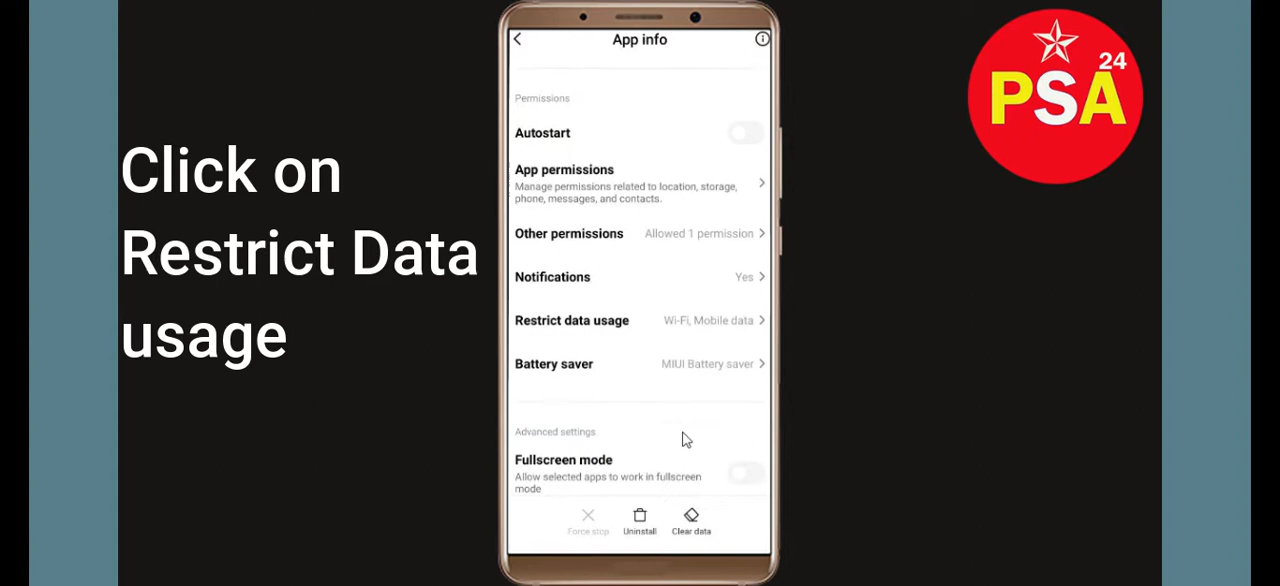 Click on
Restrict Data
usage
App info
Permissions
Autostart
App permissions
Manage permissions related to location, storage,
phone, messages, and contacts.
Other permissions Allowed 1 permission
Notifications Yes
Restrict data usage Wi-Fi, Mobile data
Battery saver MIUI Battery saver
Advanced settings
Fullscreen mode
Allow selected apps to work in fullscreen
mode
Force stop Uninstall Clear data
24
PSA